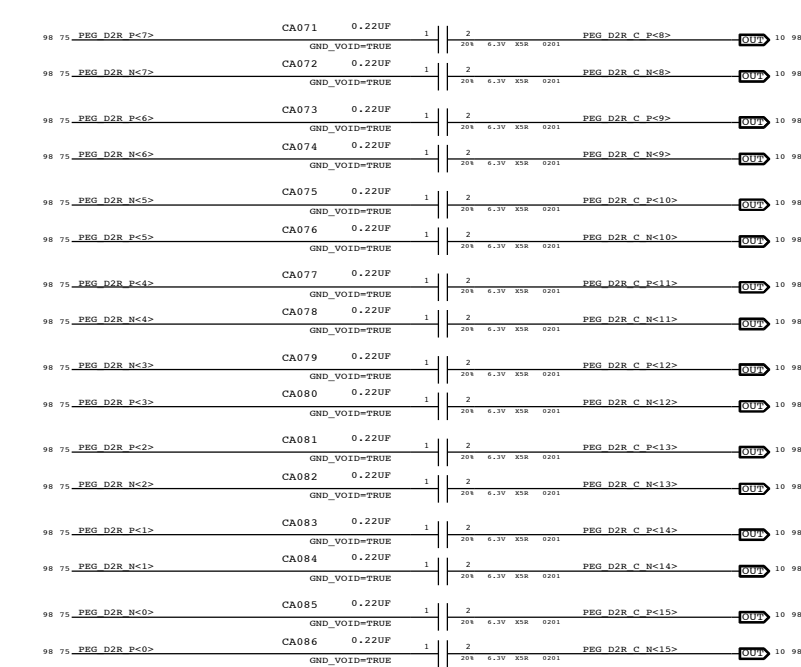 CA071 0.22UF
98 75 PEG_D2R_P<7> 1 2 PEG_D2R_C_P<8> OUT 10 98
GND_VOID=TRUE 20% 6.3V X5R 0201
CA072 0.22UF
98 75 PEG_D2R_N<7> 1 2 PEG_D2R_C_N<8> OUT 10 98
GND_VOID=TRUE 20% 6.3V X5R 0201
CA073 0.22UF
98 75 PEG_D2R_P<6> 1 2 PEG_D2R_C_P<9> OUT 10 98
GND_VOID=TRUE 20% 6.3V X5R 0201
CA074 0.22UF
98 75 PEG_D2R_N<6> 1 2 PEG_D2R_C_N<9> OUT 10 98
GND_VOID=TRUE 20% 6.3V X5R 0201
CA075 0.22UF
98 75 PEG_D2R_N<5> 1 2 PEG_D2R_C_P<10> OUT 10 98
GND_VOID=TRUE 20% 6.3V X5R 0201
CA076 0.22UF
98 75 PEG_D2R_P<5> 1 2 PEG_D2R_C_N<10> OUT 10 98
GND_VOID=TRUE 20% 6.3V X5R 0201
CA077 0.22UF
98 75 PEG_D2R_P<4> 1 2 PEG_D2R_C_P<11> OUT 10 98
GND_VOID=TRUE 20% 6.3V X5R 0201
CA078 0.22UF
98 75 PEG_D2R_N<4> 1 2 PEG_D2R_C_N<11> OUT 10 98
GND_VOID=TRUE 20% 6.3V X5R 0201
CA079 0.22UF
98 75 PEG_D2R_N<3> 1 2 PEG_D2R_C_P<12> OUT 10 98
GND_VOID=TRUE 20% 6.3V X5R 0201
CA080 0.22UF
98 75 PEG_D2R_P<3> 1 2 PEG_D2R_C_N<12> OUT 10 98
GND_VOID=TRUE 20% 6.3V X5R 0201
CA081 0.22UF
98 75 PEG_D2R_P<2> 1 2 PEG_D2R_C_P<13> OUT 10 98
GND_VOID=TRUE 20% 6.3V X5R 0201
CA082 0.22UF
98 75 PEG_D2R_N<2> 1 2 PEG_D2R_C_N<13> OUT 10 98
GND_VOID=TRUE 20% 6.3V X5R 0201
CA083 0.22UF
98 75 PEG_D2R_P<1> 1 2 PEG_D2R_C_P<14> OUT 10 98
GND_VOID=TRUE 20% 6.3V X5R 0201
CA084 0.22UF
98 75 PEG_D2R_N<1> 1 2 PEG_D2R_C_N<14> OUT 10 98
GND_VOID=TRUE 20% 6.3V X5R 0201
CA085 0.22UF
98 75 PEG_D2R_N<0> 1 2 PEG_D2R_C_P<15> OUT 10 98
GND_VOID=TRUE 20% 6.3V X5R 0201
CA086 0.22UF
98 75 PEG_D2R_P<0> 1 2 PEG_D2R_C_N<15> OUT 10 98
GND_VOID=TRUE 20% 6.3V X5R 0201